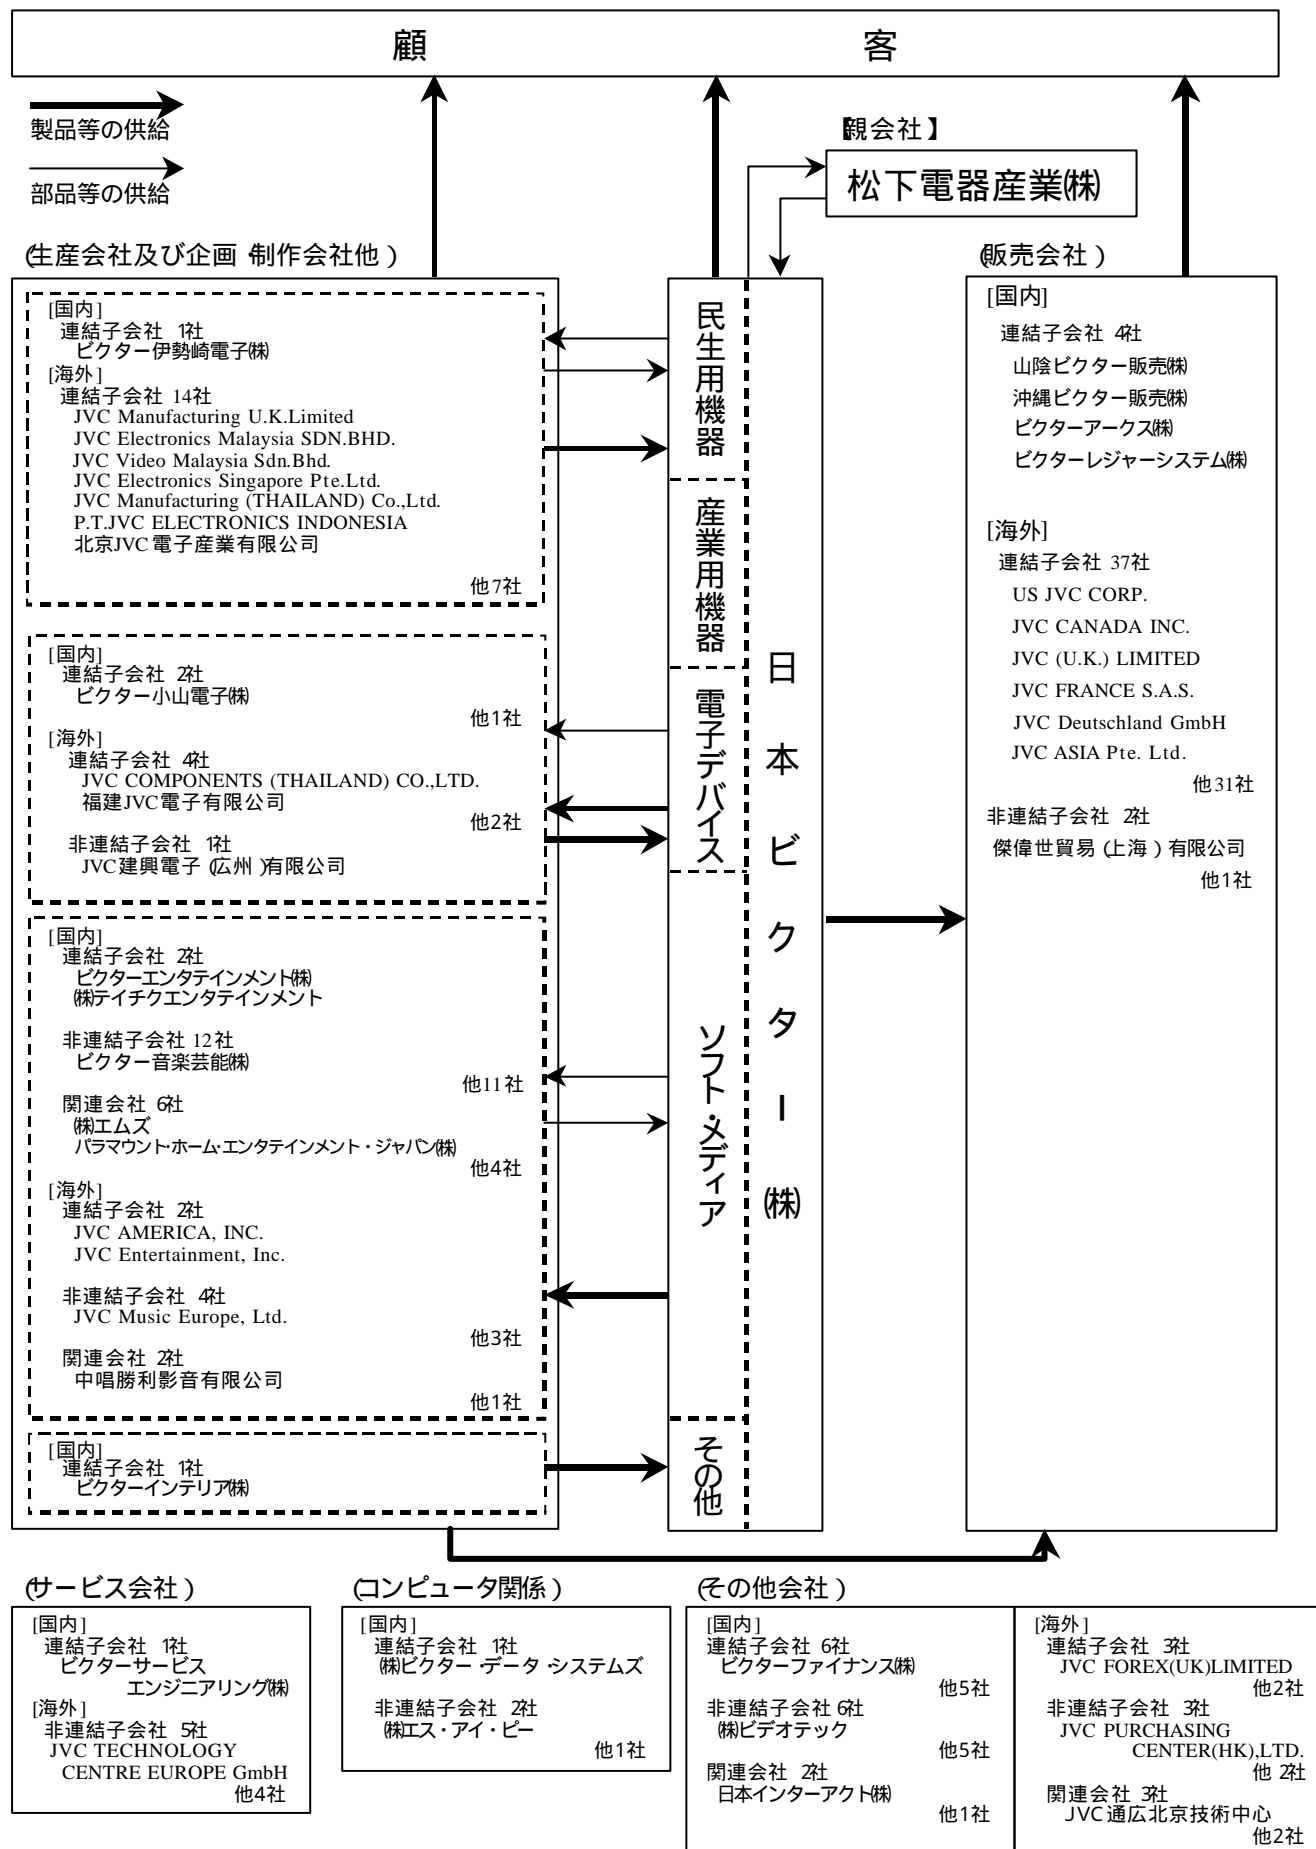 顧 客
製品等の供給
部品等の供給
【親会社】
松下電器産業㈱
(生産会社及び企画・制作会社他)
[国内]
連結子会社 1社
ビクター伊勢崎電子㈱
[海外]
連結子会社 14社
JVC Manufacturing U.K.Limited
JVC Electronics Malaysia SDN.BHD.
JVC Video Malaysia Sdn.Bhd.
JVC Electronics Singapore Pte.Ltd.
JVC Manufacturing (THAILAND) Co.,Ltd.
P.T.JVC ELECTRONICS INDONESIA
北京JVC電子産業有限公司
他7社
[国内]
連結子会社 2社
ビクター小山電子㈱
他1社
[海外]
連結子会社 4社
JVC COMPONENTS (THAILAND) CO.,LTD.
福建JVC電子有限公司
他2社
非連結子会社 1社
JVC建興電子(広州)有限公司
[国内]
連結子会社 2社
ビクターエンタテインメント㈱
㈱テイチクエンタテインメント
非連結子会社 12社
ビクター音楽芸能㈱
他11社
関連会社 6社
㈱エムズ
パラマウント・ホーム・エンタテインメント・ジャパン㈱
他4社
[海外]
連結子会社 2社
JVC AMERICA, INC.
JVC Entertainment, Inc.
非連結子会社 4社
JVC Music Europe, Ltd.
他3社
関連会社 2社
中唱勝利影音有限公司
他1社
[国内]
連結子会社 1社
ビクターインテリア㈱
民生用機器
産業用機器
電子デバイス
ソフト・メディア
その他
日本ビクター㈱
(販売会社)
[国内]
連結子会社 4社
山陰ビクター販売㈱
沖縄ビクター販売㈱
ビクターアークス㈱
ビクターレジャーシステム㈱
[海外]
連結子会社 37社
US JVC CORP.
JVC CANADA INC.
JVC (U.K.) LIMITED
JVC FRANCE S.A.S.
JVC Deutschland GmbH
JVC ASIA Pte. Ltd.
他31社
非連結子会社 2社
傑偉世貿易(上海)有限公司
他1社
(サービス会社)
[国内]
連結子会社 1社
ビクターサービス
エンジニアリング㈱
[海外]
非連結子会社 5社
JVC TECHNOLOGY
CENTRE EUROPE GmbH
他4社
(コンピュータ関係)
[国内]
連結子会社 1社
㈱ビクター・データ・システムズ
非連結子会社 2社
㈱エス・アイ・ピー
他1社
(その他会社)
[国内]
連結子会社 6社
ビクターファイナンス㈱
他5社
非連結子会社 6社
㈱ビデオテック
他5社
関連会社 2社
日本インターアクト㈱
他1社
[海外]
連結子会社 3社
JVC FOREX(UK)LIMITED
他2社
非連結子会社 3社
JVC PURCHASING
CENTER(HK),LTD.
他 2社
関連会社 3社
JVC通広北京技術中心
他2社